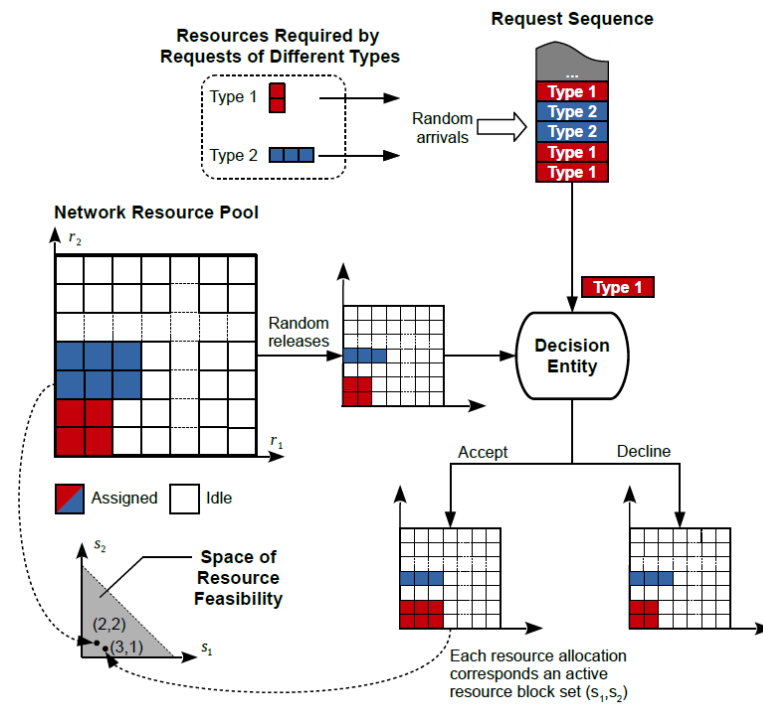 Resources Required by
Requests of Different Types
Type 1
Type 2
Random
arrivals
Request Sequence
...
Type 1
Type 2
Type 2
Type 1
Type 1
Network Resource Pool
r₂
r₁
Random
releases
Type 1
Decision
Entity
Accept
Decline
Assigned
Idle
s₂
Space of
Resource
Feasibility
(2,2)
(3,1)
s₁
Each resource allocation
corresponds an active
resource block set (s₁,s₂)